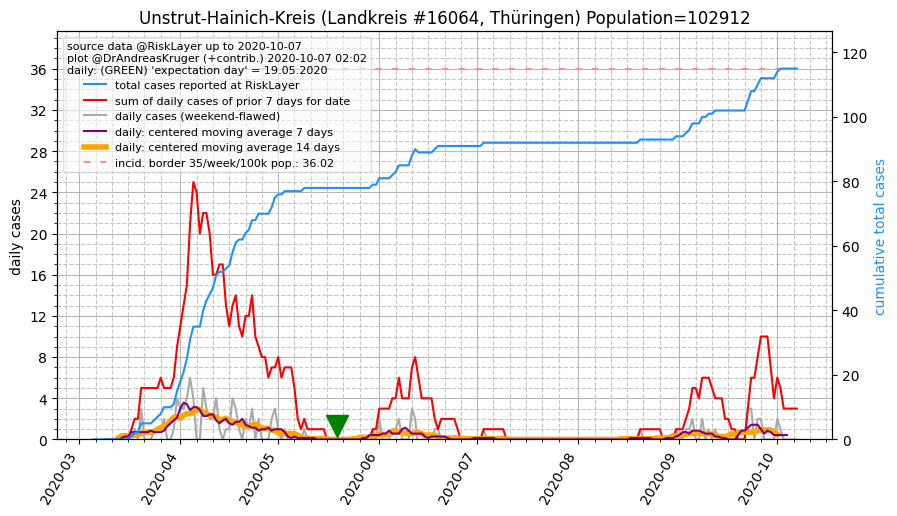 Unstrut-Hainich-Kreis (Landkreis #16064, Thüringen) Population=102912
source data @RiskLayer up to 2020-10-07
plot @DrAndreasKruger (+contrib.) 2020-10-07 02:02
daily: (GREEN) 'expectation day' = 19.05.2020
total cases reported at RiskLayer
sum of daily cases of prior 7 days for date
daily cases (weekend-flawed)
daily: centered moving average 7 days
daily: centered moving average 14 days
incid. border 35/week/100k pop.: 36.02
daily cases
36
32
28
24
20
16
12
8
4
0
cumulative total cases
120
100
80
60
40
20
0
2020-03
2020-04
2020-05
2020-06
2020-07
2020-08
2020-09
2020-10